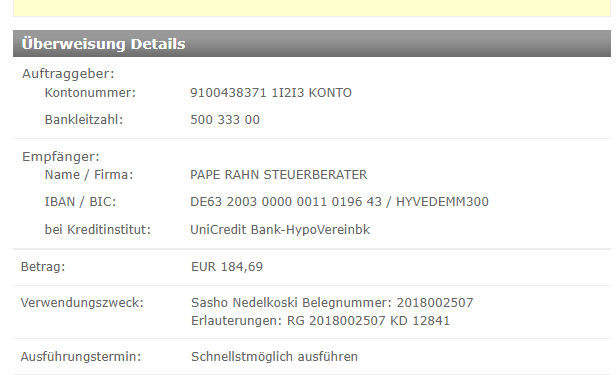 Überweisung Details
Auftraggeber:
Kontonummer: 9100438371 1I2I3 KONTO
Bankleitzahl: 500 333 00
Empfänger:
Name / Firma: PAPE RAHN STEUERBERATER
IBAN / BIC: DE63 2003 0000 0011 0196 43 / HYVEDEMM300
bei Kreditinstitut: UniCredit Bank-HypoVereinbk
Betrag: EUR 184,69
Verwendungszweck: Sasho Nedelkoski Belegnummer: 2018002507
Erlauterungen: RG 2018002507 KD 12841
Ausführungstermin: Schnellstmöglich ausführen